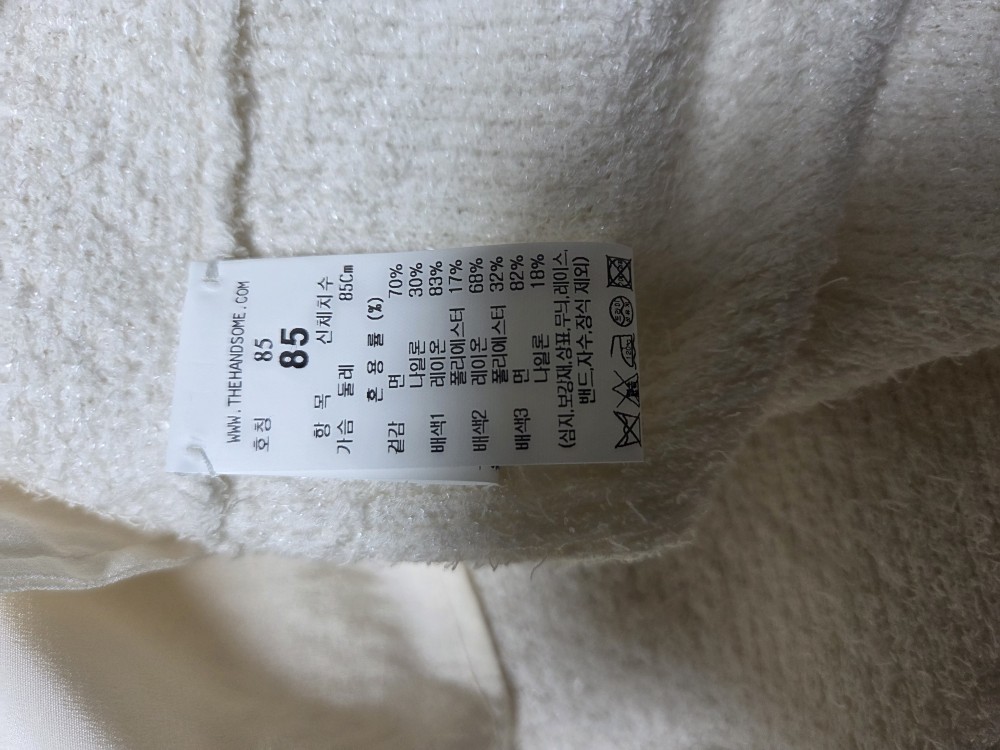 WWW.THEHANDSOME.COM
호칭 85
85
항 목 신체치수
가슴 둘레 85Cm
혼 용 률 (%)
겉감 면 70%
나일론 30%
배색1 레이온 83%
폴리에스터 17%
배색2 레이온 68%
폴리에스터 32%
배색3 면 82%
나일론 18%
(심지,보강재,상표,무늬,레이스,
밴드,자수,장식 제외)